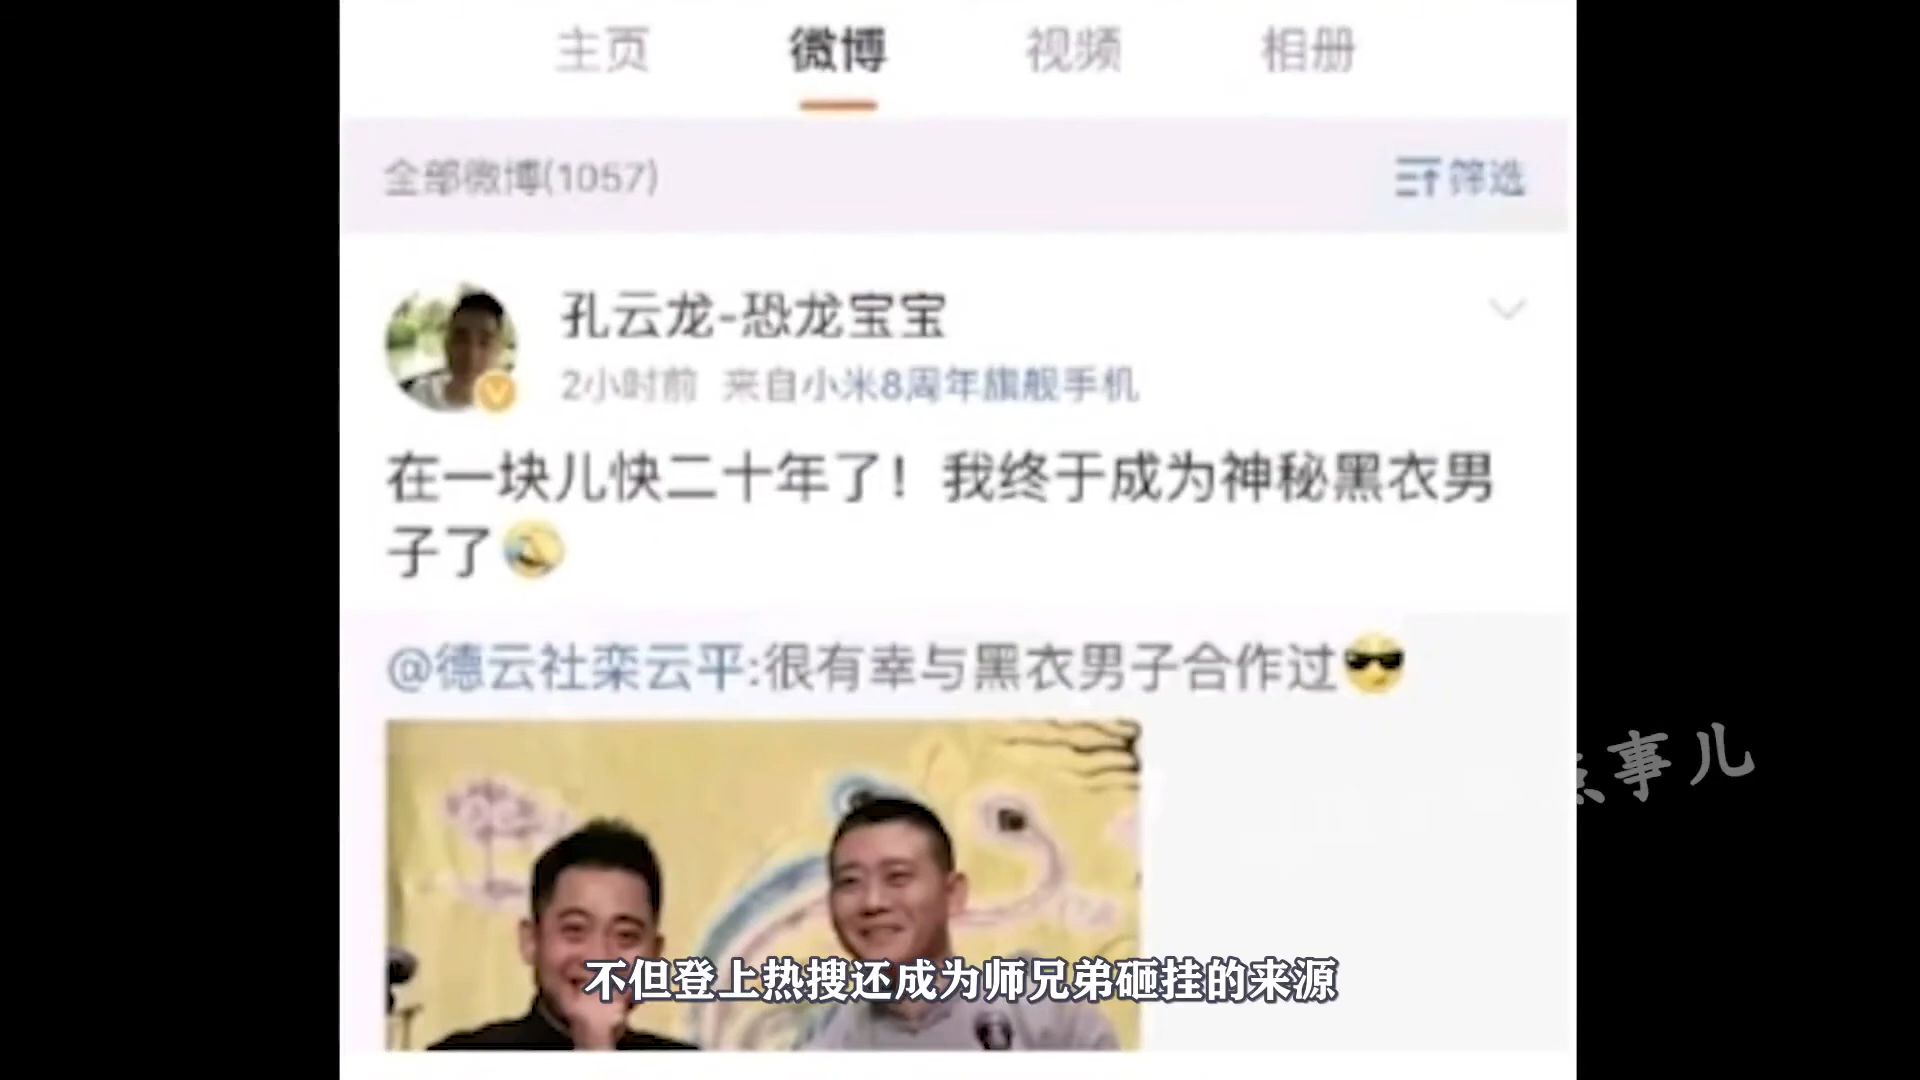 主页 微博 视频 相册
全部微博(1057) 筛选
孔云龙-恐龙宝宝
2小时前 来自小米8周年旗舰手机
在一块儿快二十年了！我终于成为神秘黑衣男
子了
@德云社栾云平:很有幸与黑衣男子合作过
事儿
不但登上热搜还成为师兄弟砸挂的来源